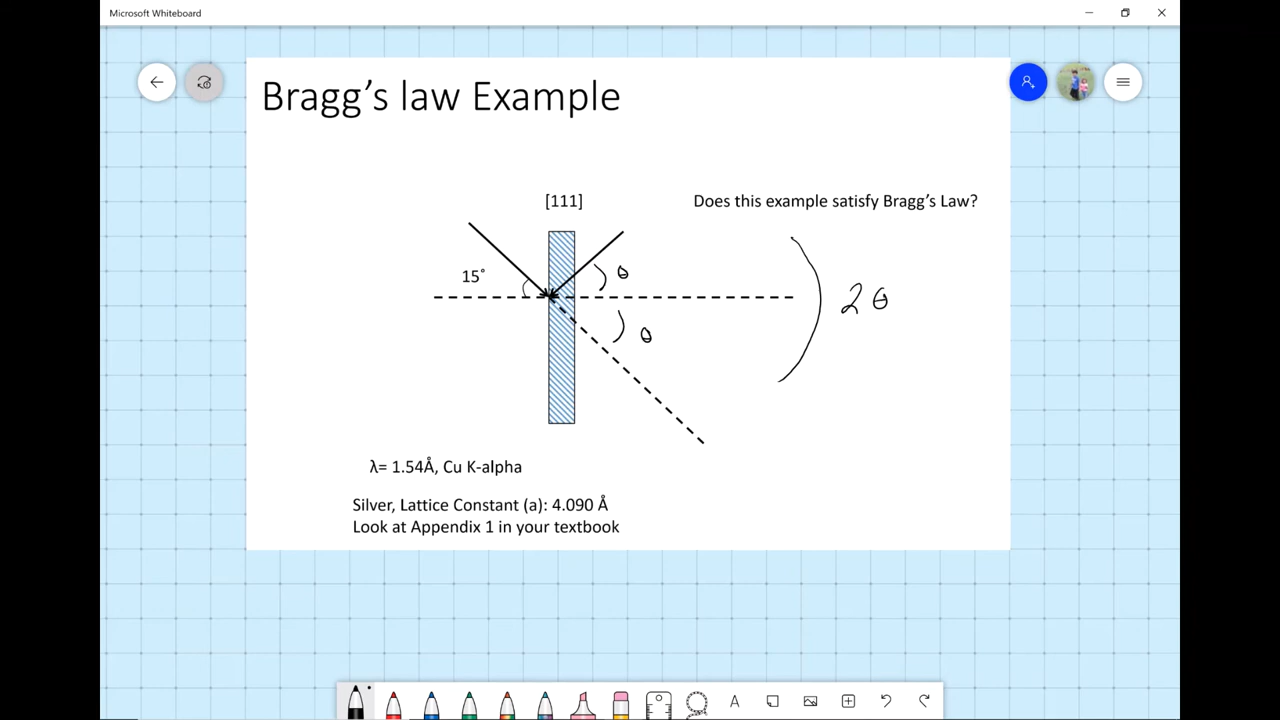 Microsoft Whiteboard
Bragg's law Example
[111]
Does this example satisfy Bragg's Law?
15°
θ
2θ
θ
λ= 1.54Å, Cu K-alpha
Silver, Lattice Constant (a): 4.090 Å
Look at Appendix 1 in your textbook
A